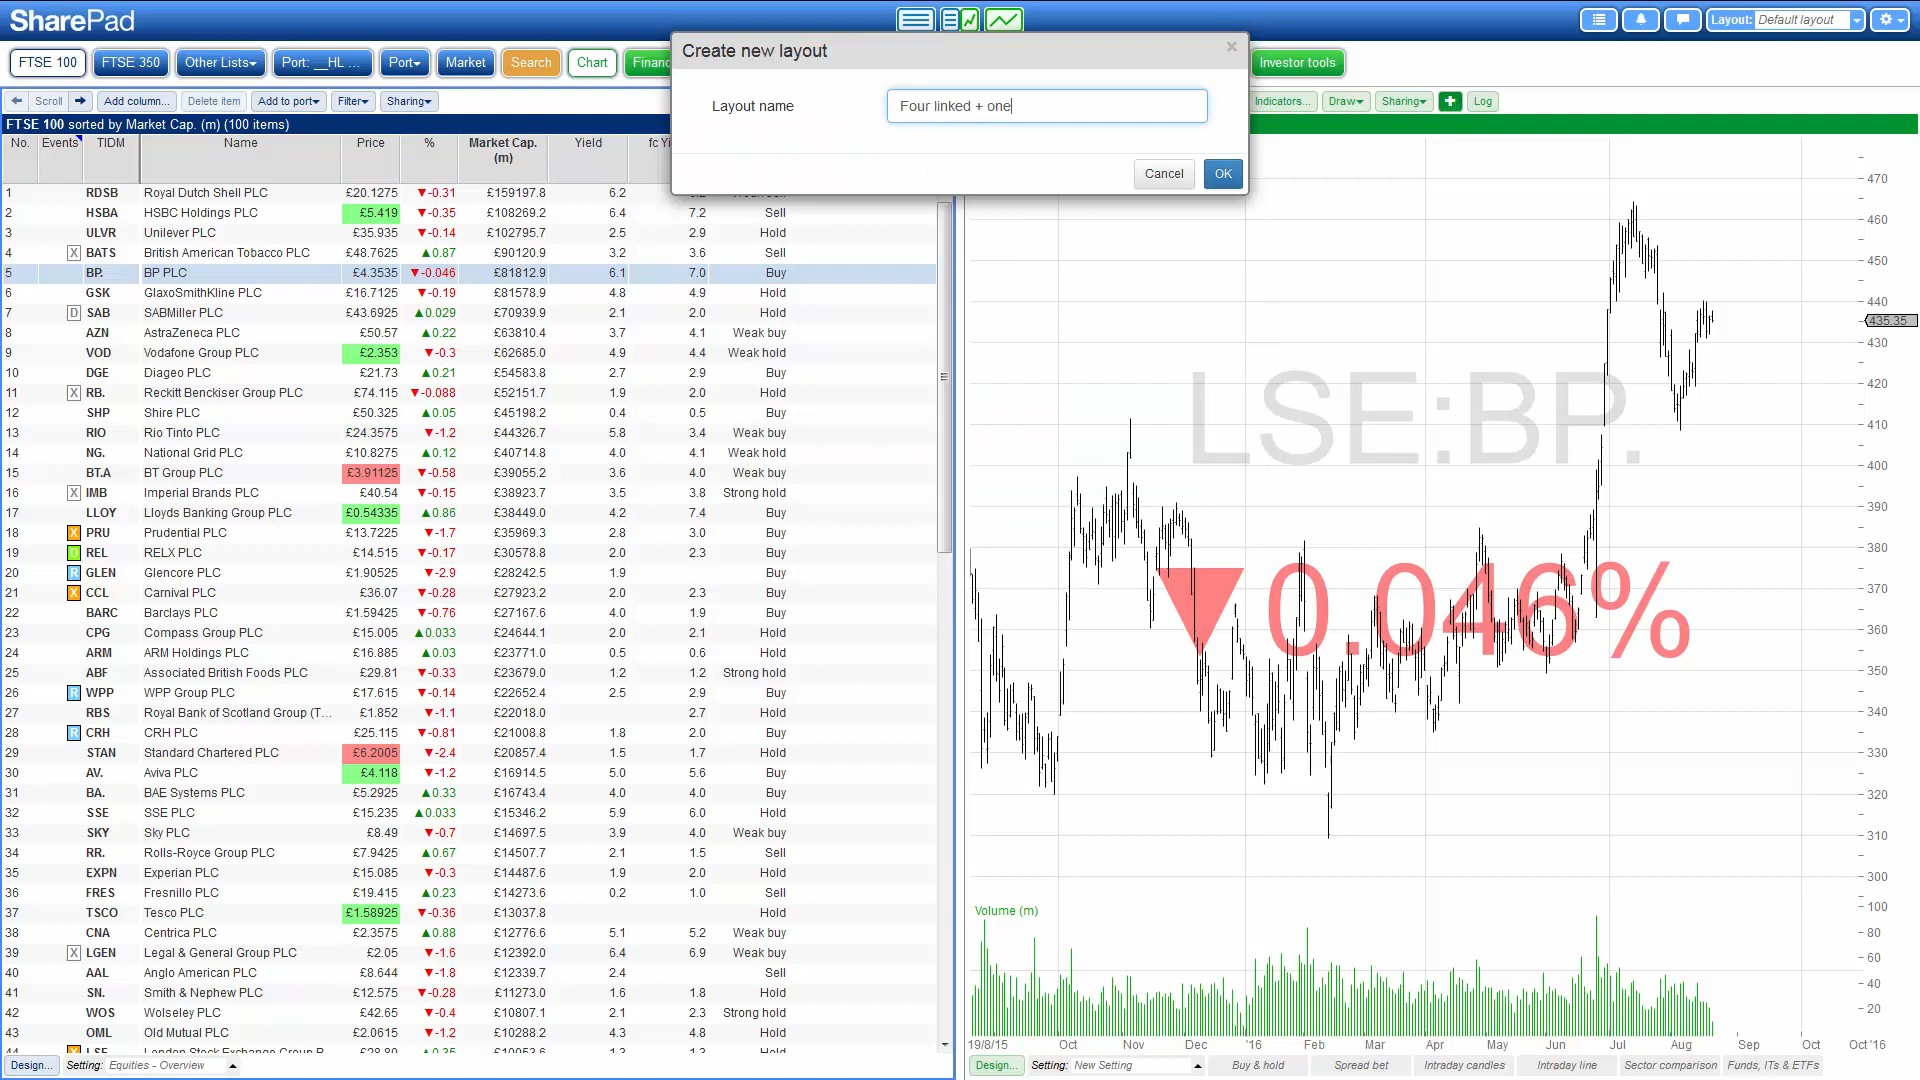 SharePad
Layout: Default layout
FTSE 100 FTSE 350 Other Lists Port: __HL ... Port Market Search Chart Investor tools
Create new layout ×
Layout name Four linked + one
Cancel OK
Scroll Add column... Delete item Add to port Filter Sharing
Indicators... Draw Sharing Log
FTSE 100 sorted by Market Cap. (m) (100 items)
No. Events TIDM Name Price % Market Cap. (m) Yield
1 RDSB Royal Dutch Shell PLC £20.1275 ▼-0.31 £159197.8 6.2
2 HSBA HSBC Holdings PLC £5.419 ▼-0.35 £108269.2 6.4 7.2 Sell
3 ULVR Unilever PLC £35.935 ▼-0.14 £102795.7 2.5 2.9 Hold
4 X BATS British American Tobacco PLC £48.7625 ▲0.87 £90120.9 3.2 3.6 Sell
5 BP. BP PLC £4.3535 ▼-0.046 £81812.9 6.1 7.0 Buy
6 GSK GlaxoSmithKline PLC £16.7125 ▼-0.19 £81578.9 4.8 4.9 Hold
7 D SAB SABMiller PLC £43.6925 ▲0.029 £70939.9 2.1 2.0 Hold
8 AZN AstraZeneca PLC £50.57 ▲0.22 £63810.4 3.7 4.1 Weak buy
9 VOD Vodafone Group PLC £2.353 ▼-0.3 £62685.0 4.9 4.4 Weak hold
10 DGE Diageo PLC £21.73 ▲0.21 £54583.8 2.7 2.9 Buy
11 X RB. Reckitt Benckiser Group PLC £74.115 ▼-0.088 £52151.7 1.9 2.0 Hold
12 SHP Shire PLC £50.325 ▲0.05 £45198.2 0.4 0.5 Buy
13 RIO Rio Tinto PLC £24.3575 ▼-1.2 £44326.7 5.8 3.4 Weak buy
14 NG. National Grid PLC £10.8275 ▲0.12 £40714.8 4.0 4.1 Weak hold
15 BT.A BT Group PLC £3.91125 ▼-0.58 £39055.2 3.6 4.0 Weak buy
16 X IMB Imperial Brands PLC £40.54 ▼-0.15 £38923.7 3.5 3.8 Strong hold
17 LLOY Lloyds Banking Group PLC £0.54335 ▲0.86 £38449.0 4.2 7.4 Buy
18 X PRU Prudential PLC £13.7225 ▼-1.7 £35969.3 2.8 3.0 Buy
19 D REL RELX PLC £14.515 ▼-0.17 £30578.8 2.0 2.3 Buy
20 R GLEN Glencore PLC £1.90525 ▼-2.9 £28242.5 1.9 Buy
21 X CCL Carnival PLC £36.07 ▼-0.28 £27923.2 2.0 2.3 Buy
22 BARC Barclays PLC £1.59425 ▼-0.76 £27167.6 4.0 1.9 Buy
23 CPG Compass Group PLC £15.005 ▲0.033 £24644.1 2.0 2.1 Hold
24 ARM ARM Holdings PLC £16.885 ▲0.03 £23771.0 0.5 0.6 Hold
25 ABF Associated British Foods PLC £29.81 ▼-0.33 £23679.0 1.2 1.2 Strong hold
26 R WPP WPP Group PLC £17.615 ▼-0.14 £22652.4 2.5 2.9 Buy
27 RBS Royal Bank of Scotland Group (T... £1.852 ▼-1.1 £22018.0 2.7 Hold
28 R CRH CRH PLC £25.115 ▼-0.81 £21008.8 1.8 2.0 Buy
29 STAN Standard Chartered PLC £6.2005 ▼-2.4 £20857.4 1.5 1.7 Hold
30 AV. Aviva PLC £4.118 ▼-1.2 £16914.5 5.0 5.6 Buy
31 BA. BAE Systems PLC £5.2925 ▲0.33 £16743.4 4.0 4.0 Buy
32 SSE SSE PLC £15.235 ▲0.033 £15346.2 5.9 6.0 Hold
33 SKY Sky PLC £8.49 ▼-0.7 £14697.5 3.9 4.0 Weak buy
34 RR. Rolls-Royce Group PLC £7.9425 ▲0.67 £14507.7 2.1 1.5 Sell
35 EXPN Experian PLC £15.085 ▼-0.3 £14487.6 1.9 2.0 Hold
36 FRES Fresnillo PLC £19.415 ▲0.23 £14273.6 0.2 1.0 Sell
37 TSCO Tesco PLC £1.58925 ▼-0.36 £13037.8 Hold
38 CNA Centrica PLC £2.3575 ▲0.88 £12776.6 5.1 5.2 Weak buy
39 X LGEN Legal & General Group PLC £2.05 ▼-1.6 £12392.0 6.4 6.9 Weak buy
40 AAL Anglo American PLC £8.644 ▼-1.8 £12339.7 2.4 Sell
41 SN. Smith & Nephew PLC £12.575 ▼-0.28 £11273.0 1.6 1.8 Hold
42 WOS Wolseley PLC £42.65 ▼-0.4 £10807.1 2.1 2.3 Strong hold
43 OML Old Mutual PLC £2.0615 ▼-1.2 £10288.2 4.3 4.8 Hold
Design... Setting: Equities - Overview
LSE:BP.
▼0.046%
470
460
450
440
435.35
430
420
410
400
390
380
370
360
350
340
330
320
310
300
Volume (m)
100
80
60
40
20
19/8/15 Oct Nov Dec '16 Feb Mar Apr May Jun Jul Aug Sep Oct Oct '16
Design... Setting: New Setting Buy & hold Spread bet Intraday candles Intraday line Sector comparison Funds, ITs & ETFs